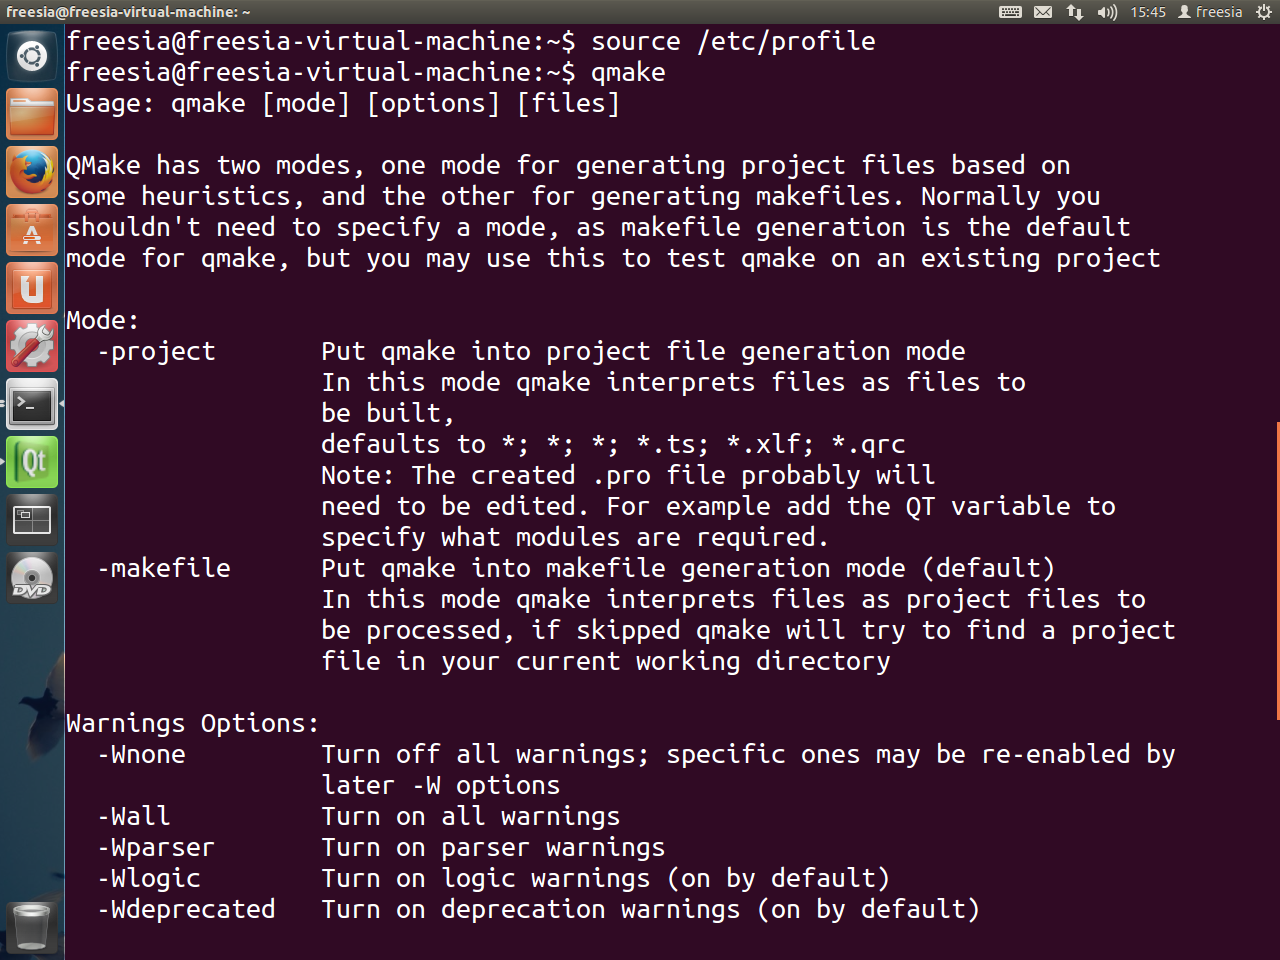 freesia@freesia-virtual-machine: ~
15:45 freesia
freesia@freesia-virtual-machine:~$ source /etc/profile
freesia@freesia-virtual-machine:~$ qmake
Usage: qmake [mode] [options] [files]
QMake has two modes, one mode for generating project files based on
some heuristics, and the other for generating makefiles. Normally you
shouldn't need to specify a mode, as makefile generation is the default
mode for qmake, but you may use this to test qmake on an existing project
Mode:
-project Put qmake into project file generation mode
In this mode qmake interprets files as files to
be built,
defaults to *; *; *; *.ts; *.xlf; *.qrc
Note: The created .pro file probably will
need to be edited. For example add the QT variable to
specify what modules are required.
-makefile Put qmake into makefile generation mode (default)
In this mode qmake interprets files as project files to
be processed, if skipped qmake will try to find a project
file in your current working directory
Warnings Options:
-Wnone Turn off all warnings; specific ones may be re-enabled by
later -W options
-Wall Turn on all warnings
-Wparser Turn on parser warnings
-Wlogic Turn on logic warnings (on by default)
-Wdeprecated Turn on deprecation warnings (on by default)
A
U
>_
Qt
DVD